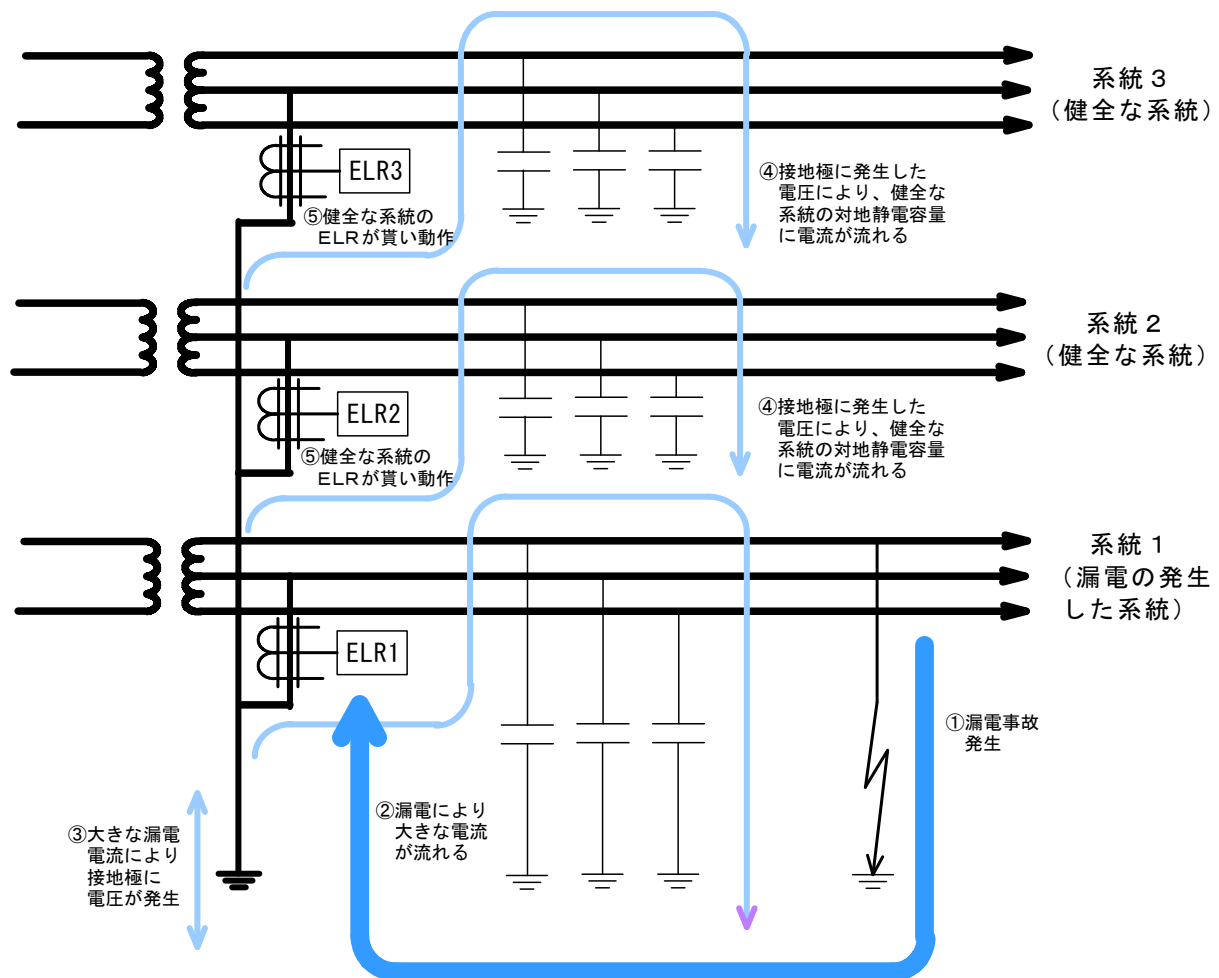 系統３
（健全な系統）
ELR3
④接地極に発生した
電圧により、健全な
系統の対地静電容量
に電流が流れる
⑤健全な系統の
ＥＬＲが貰い動作
系統２
（健全な系統）
ELR2
④接地極に発生した
電圧により、健全な
系統の対地静電容量
に電流が流れる
⑤健全な系統の
ＥＬＲが貰い動作
系統１
（漏電の発生
した系統）
ELR1
①漏電事故
発生
②漏電により
大きな電流
が流れる
③大きな漏電
電流により
接地極に
電圧が発生